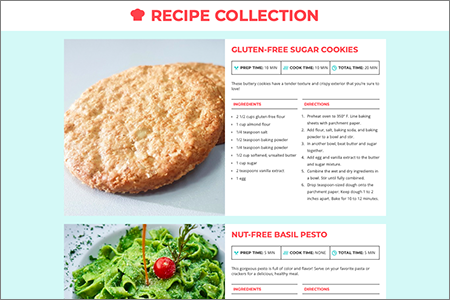 RECIPE COLLECTION
GLUTEN-FREE SUGAR COOKIES
PREP TIME: 10 MIN COOK TIME: 10 MIN TOTAL TIME: 20 MIN
These buttery cookies have a tender texture and crispy exterior that you're sure to
love!
INGREDIENTS
2 1/2 cups gluten-free flour
1 cup almond flour
1/4 teaspoon salt
1/2 teaspoon baking powder
1/4 teaspoon baking powder
1/2 cup softened, unsalted butter
1 cup sugar
2 teaspoons vanilla extract
1 egg
DIRECTIONS
1. Preheat oven to 350° F. Line baking
sheets with parchment paper.
2. Add flour, salt, baking soda, and baking
powder to a bowl and stir.
3. In another bowl, beat butter and sugar
together.
4. Add egg and vanilla extract to the butter
and sugar mixture.
5. Combine the wet and dry ingredients in
a bowl. Stir until fully combined.
6. Drop teaspoon-sized dough onto the
parchment paper. Keep dough 1 to 2
inches apart. Bake for 10 to 12 minutes.
NUT-FREE BASIL PESTO
PREP TIME: 5 MIN COOK TIME: NONE TOTAL TIME: 5 MIN
This gorgeous pesto is full of color and flavor! Serve on your favorite pasta or
crackers for a delicious, healthy meal.
INGREDIENTS
DIRECTIONS